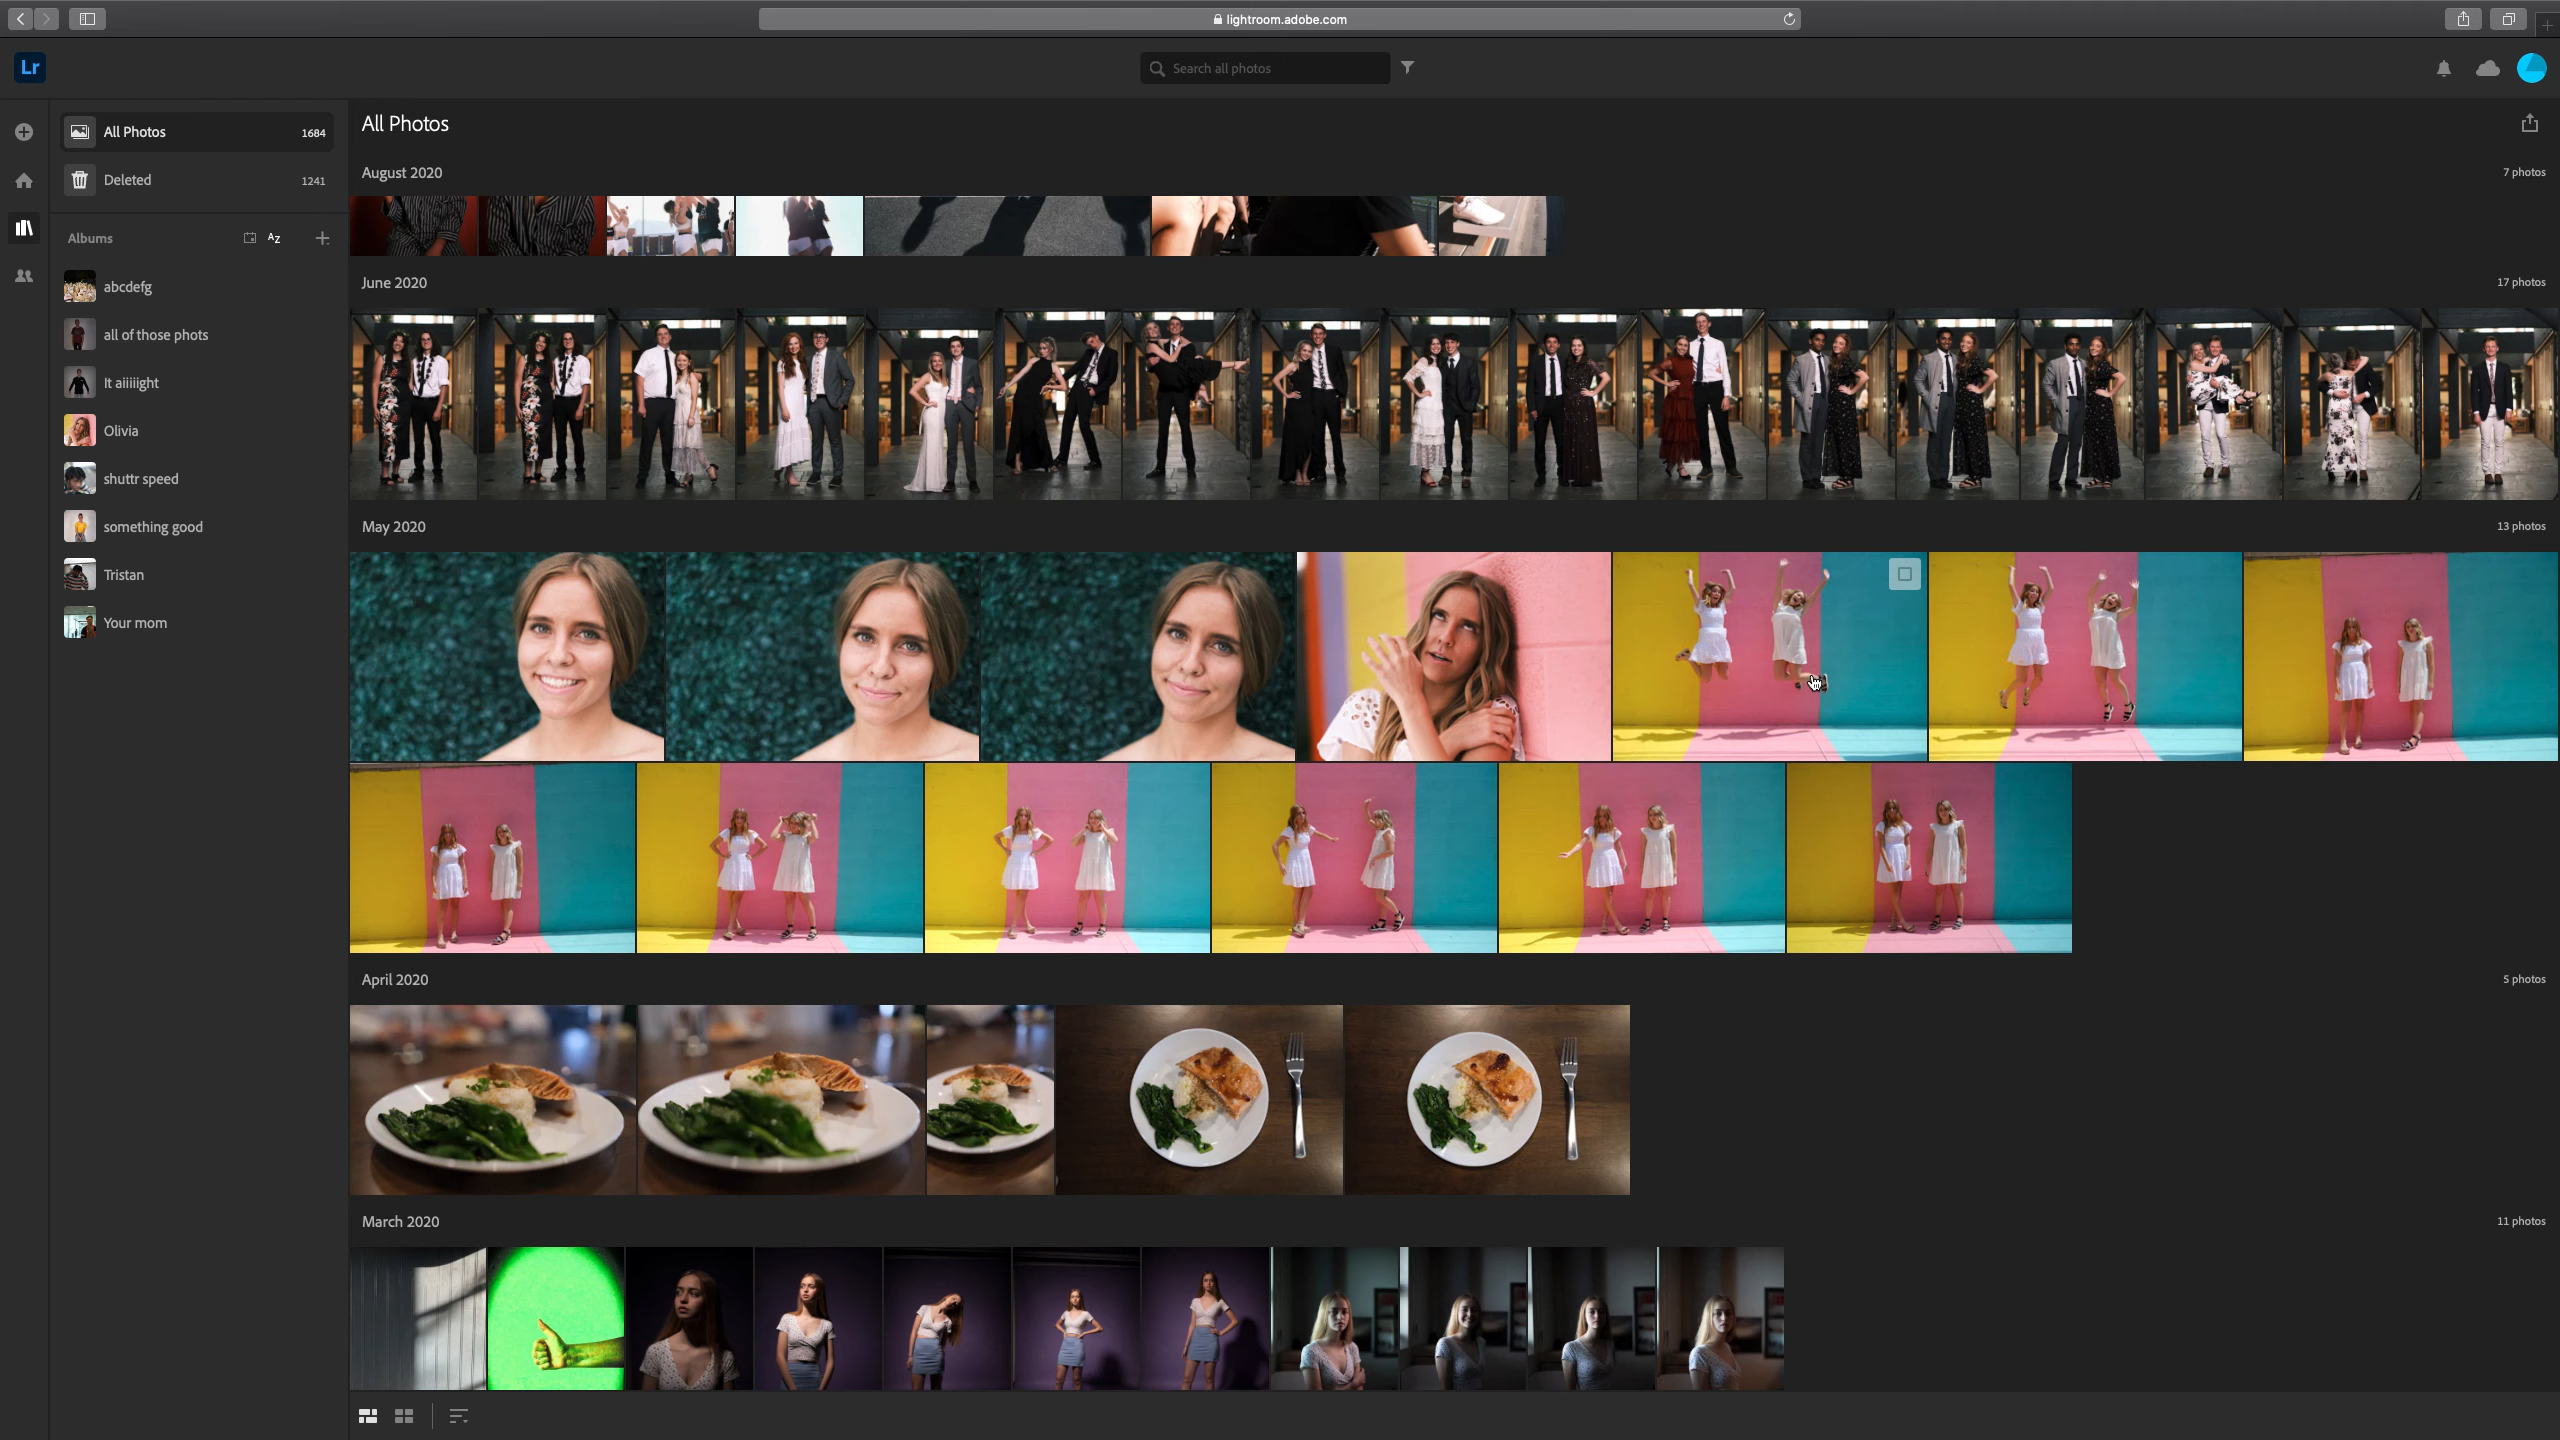 lightroom.adobe.com
Lr
Search all photos
All Photos 1684
Deleted 1241
Albums AZ
abcdefg
all of those phots
It aiiiiight
Olivia
shuttr speed
something good
Tristan
Your mom
All Photos
August 2020 7 photos
June 2020 17 photos
May 2020 13 photos
April 2020 5 photos
March 2020 11 photos